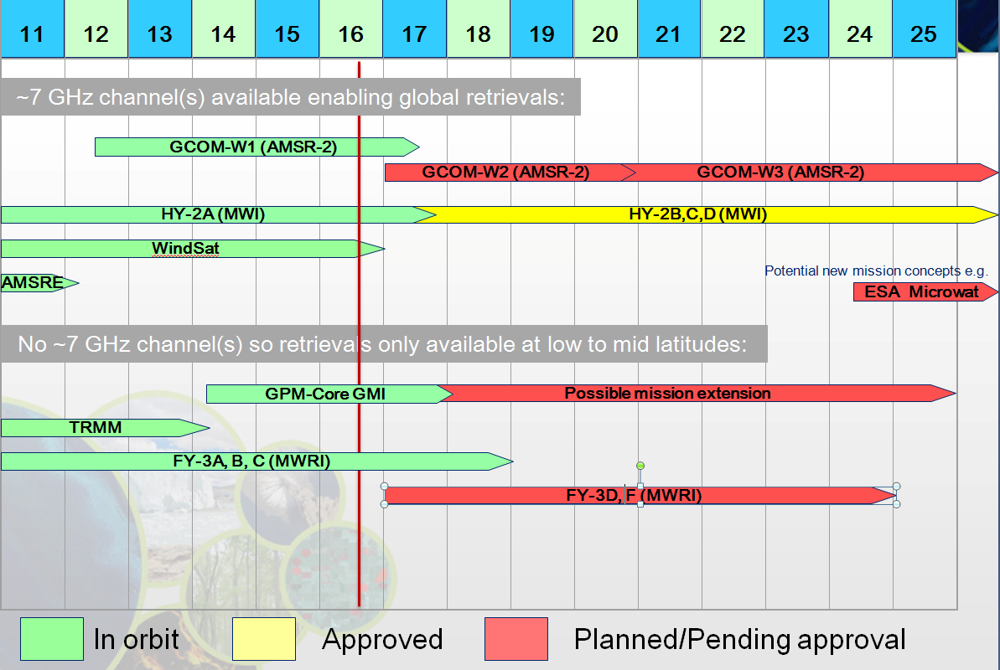 11 12 13 14 15 16 17 18 19 20 21 22 23 24 25
~7 GHz channel(s) available enabling global retrievals:
GCOM-W1 (AMSR-2)
GCOM-W2 (AMSR-2) GCOM-W3 (AMSR-2)
HY-2A (MWI) HY-2B,C,D (MWI)
WindSat
Potential new mission concepts e.g.
AMSRE
ESA Microwat
No ~7 GHz channel(s) so retrievals only available at low to mid latitudes:
GPM-Core GMI Possible mission extension
TRMM
FY-3A, B, C (MWRI)
FY-3D, F (MWRI)
In orbit Approved Planned/Pending approval